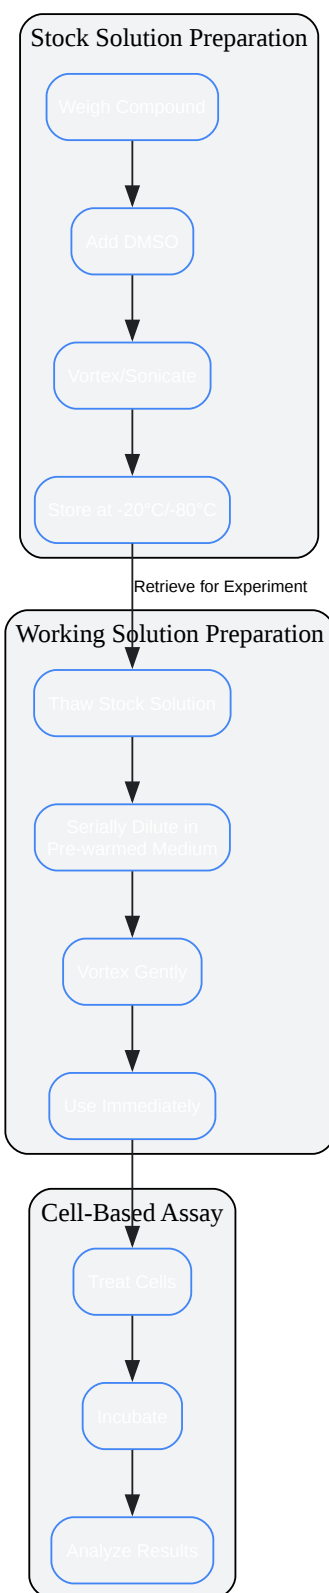 Stock Solution Preparation
Weigh Compound
Add DMSO
Vortex/Sonicate
Store at -20°C/-80°C
Retrieve for Experiment
Working Solution Preparation
Thaw Stock Solution
Serially Dilute in
Pre-warmed Medium
Vortex Gently
Use Immediately
Cell-Based Assay
Treat Cells
Incubate
Analyze Results